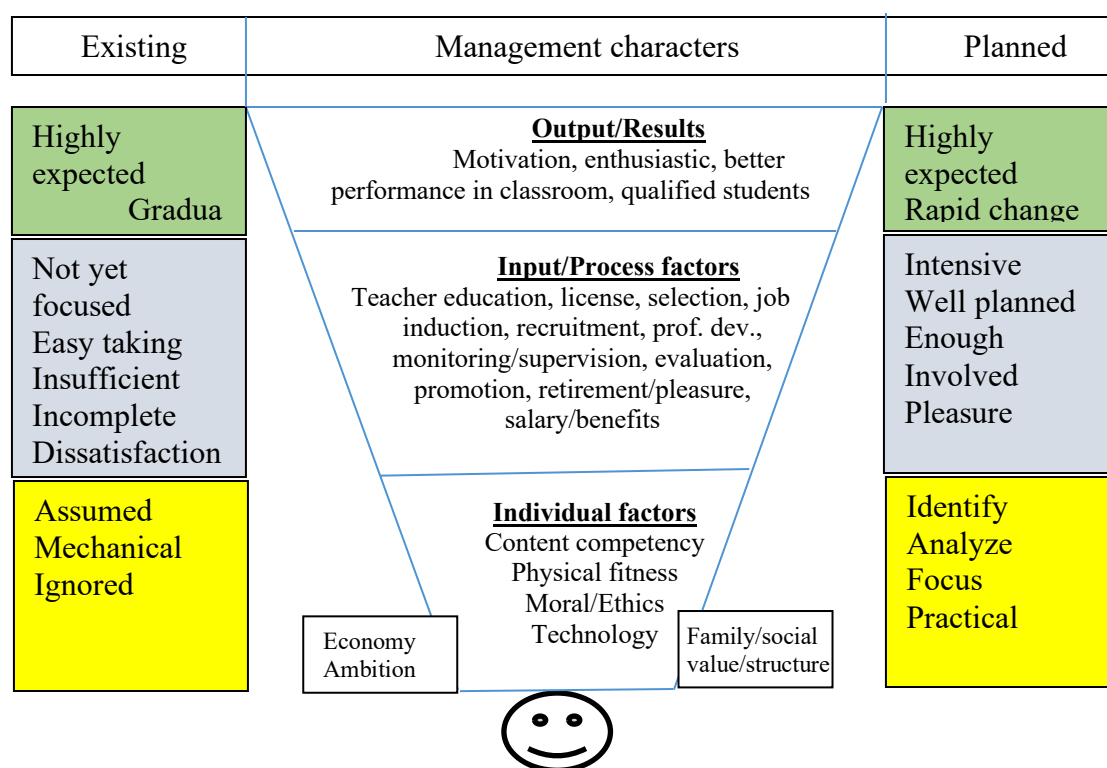 Existing
Management characters
Planned
Highly
expected
Gradua
Output/Results
Motivation, enthusiastic, better
performance in classroom, qualified students
Highly
expected
Rapid change
Not yet
focused
Easy taking
Insufficient
Incomplete
Dissatisfaction
Input/Process factors
Teacher education, license, selection, job
induction, recruitment, prof. dev.,
monitoring/supervision, evaluation,
promotion, retirement/pleasure,
salary/benefits
Intensive
Well planned
Enough
Involved
Pleasure
Assumed
Mechanical
Ignored
Individual factors
Content competency
Physical fitness
Moral/Ethics
Technology
Economy
Ambition
Family/social
value/structure
Identify
Analyze
Focus
Practical